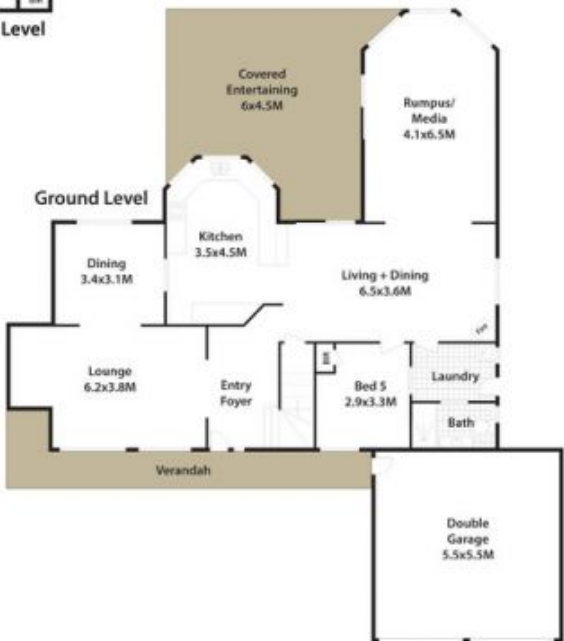 Level
Covered
Entertaining
6x4.5M
Rumpus/
Media
4.1x6.5M
Ground Level
Kitchen
3.5x4.5M
Dining
3.4x3.1M
Living + Dining
6.5x3.6M
Lounge
6.2x3.8M
Entry
Foyer
BIR
Bed 5
2.9x3.3M
Laundry
Bath
Verandah
Double
Garage
5.5x5.5M